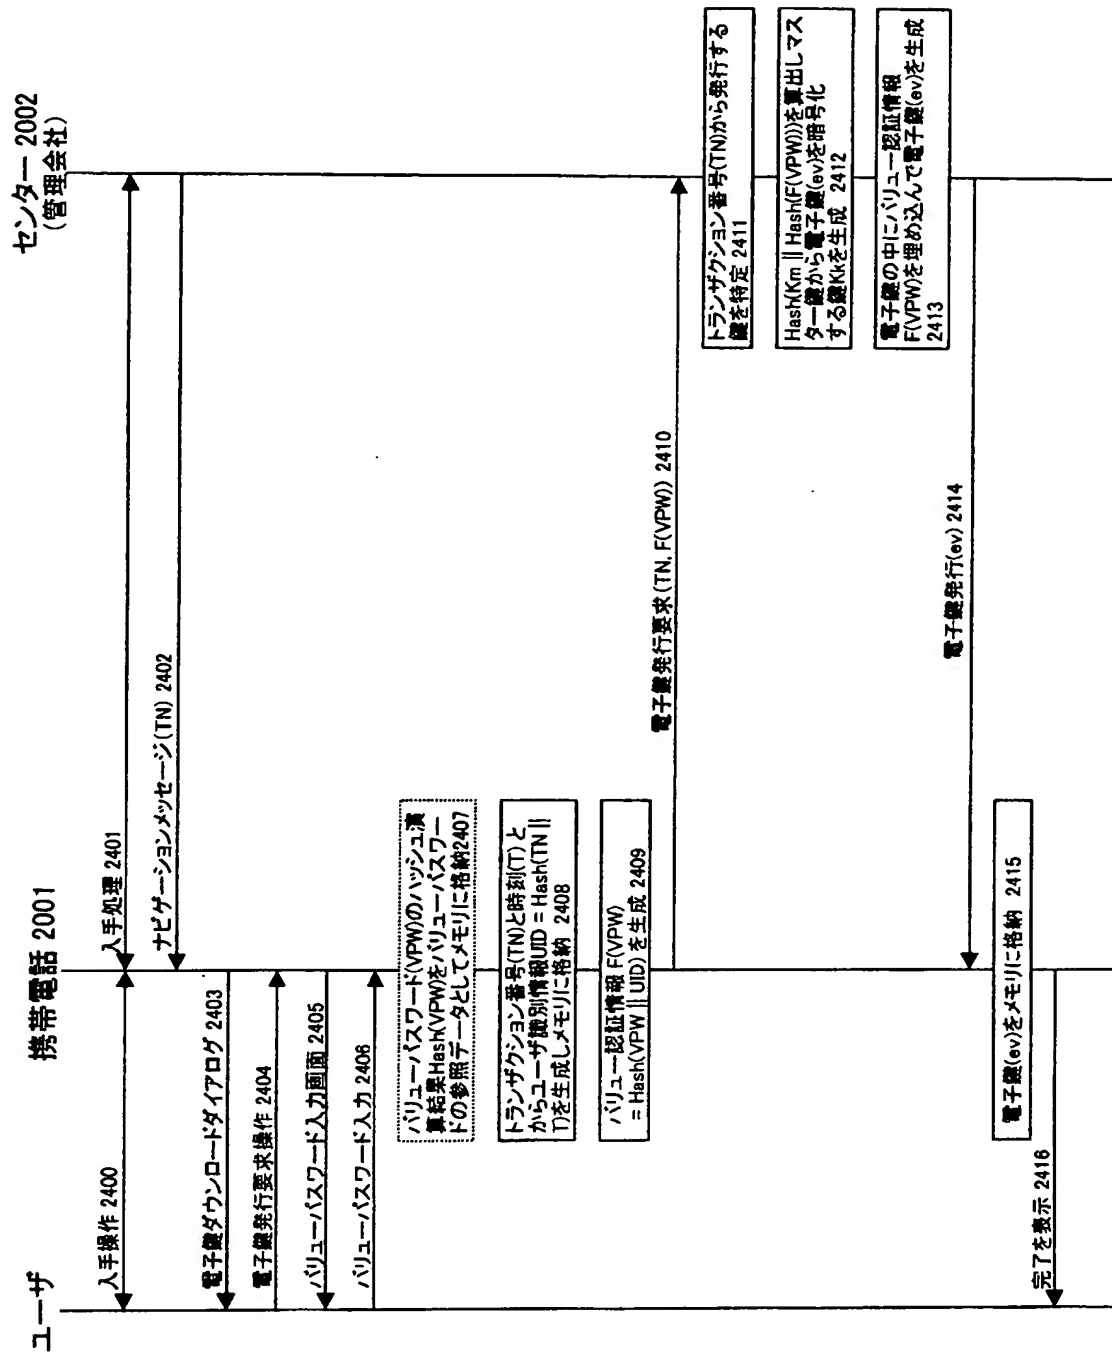 ユーザ
携帯電話 2001
センター 2002
(管理会社)
入手操作 2400
入手処理 2401
ナビゲーションメッセージ(TN) 2402
電子鍵ダウンロードダイアログ 2403
電子鍵発行要求操作 2404
バリューパスワード入力画面 2405
バリューパスワード入力 2406
バリューパスワード(VPW)のハッシュ演
算結果Hash(VPW)をバリューパスワー
ドの参照データとしてメモリに格納2407
トランザクション番号(TN)と時刻(T)と
からユーザ識別情報UID = Hash(TN ||
T)を生成しメモリに格納 2408
バリュー認証情報 F(VPW)
= Hash(VPW || UID) を生成 2409
電子鍵発行要求(TN, F(VPW)) 2410
トランザクション番号(TN)から発行する
鍵を特定 2411
Hash(Km || Hash(F(VPW)))を算出しマス
ター鍵から電子鍵(ev)を暗号化
する鍵Kkを生成 2412
電子鍵の中にバリュー認証情報
F(VPW)を埋め込んで電子鍵(ev)を生成
2413
電子鍵発行(ev) 2414
電子鍵(ev)をメモリに格納 2415
完了を表示 2416